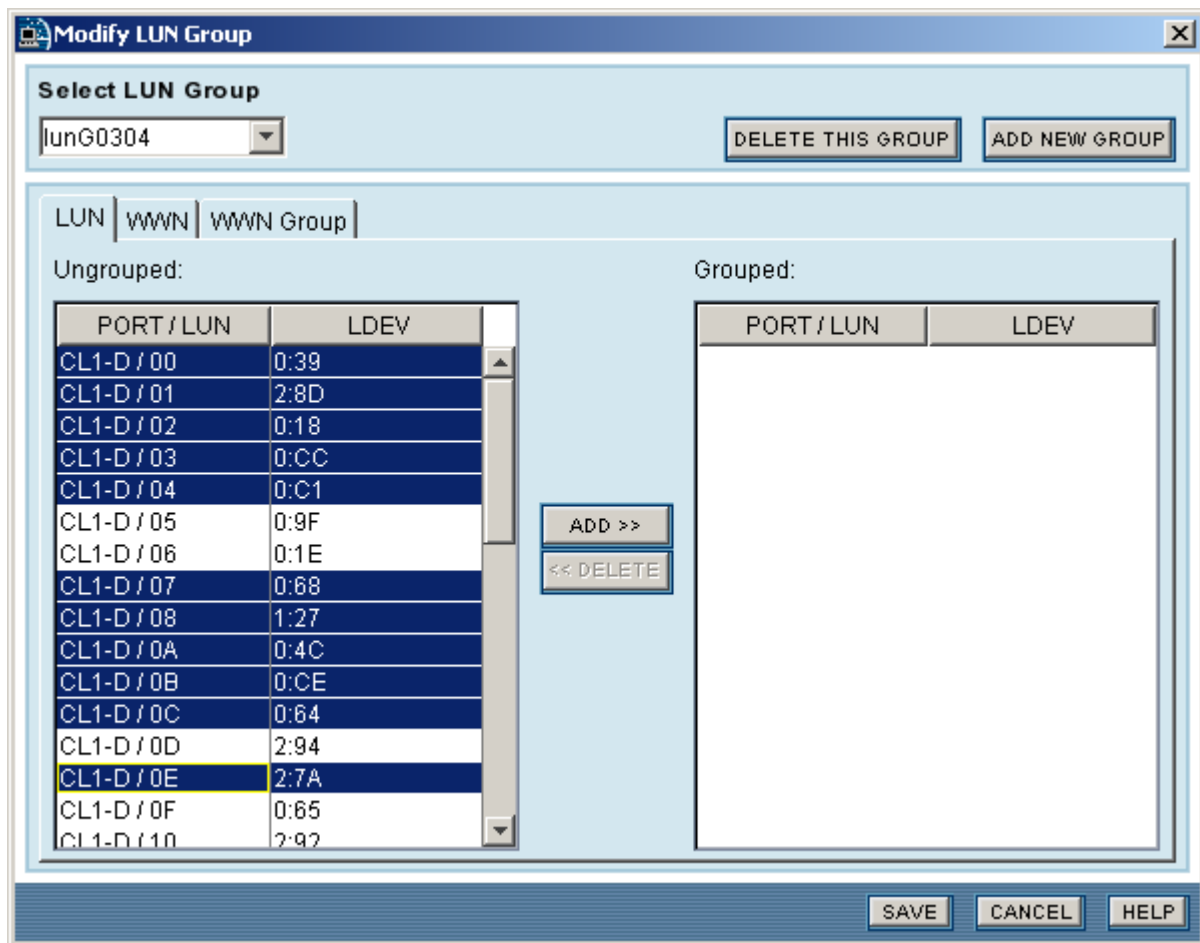 Modify LUN Group
Select LUN Group
lunG0304
DELETE THIS GROUP
ADD NEW GROUP
LUN WWN WWN Group
Ungrouped:
Grouped:
PORT / LUN LDEV
PORT / LUN LDEV
CL1-D / 00 0:39
CL1-D / 01 2:8D
CL1-D / 02 0:18
CL1-D / 03 0:CC
CL1-D / 04 0:C1
CL1-D / 05 0:9F
CL1-D / 06 0:1E
CL1-D / 07 0:68
CL1-D / 08 1:27
CL1-D / 0A 0:4C
CL1-D / 0B 0:CE
CL1-D / 0C 0:64
CL1-D / 0D 2:94
CL1-D / 0E 2:7A
CL1-D / 0F 0:65
CL1-D / 10 2:92
ADD >>
<< DELETE
SAVE CANCEL HELP